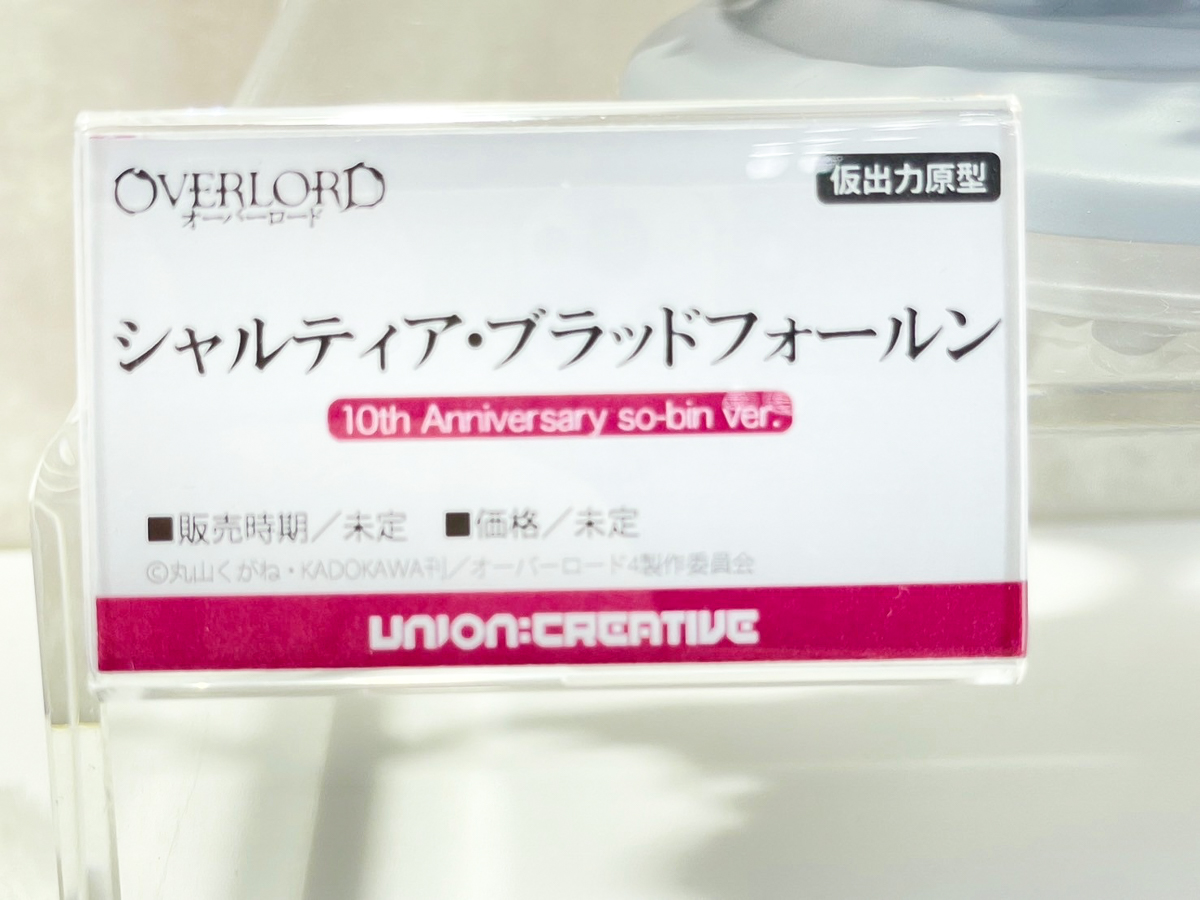 OVERLORD
オーバーロード
仮出力原型
シャルティア・ブラッドフォールン
10th Anniversary so-bin ver.
■販売時期／未定 ■価格／未定
©丸山くがね・KADOKAWA刊／オーバーロード4製作委員会
UNION:CREATIVE